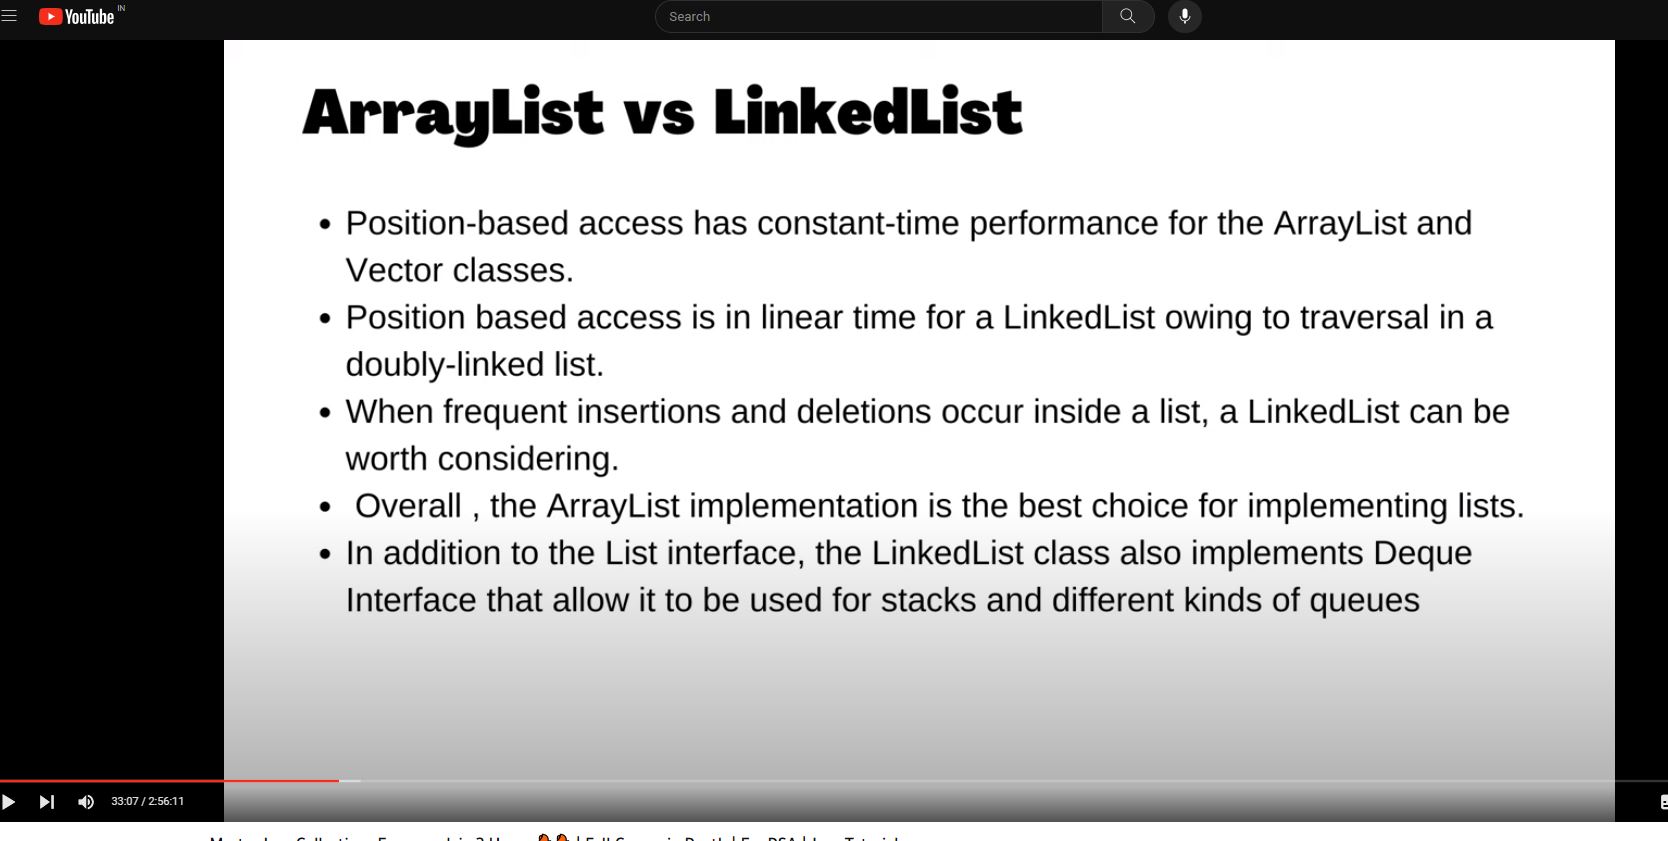 YouTube IN
Search
ArrayList vs LinkedList
• Position-based access has constant-time performance for the ArrayList and
Vector classes.
• Position based access is in linear time for a LinkedList owing to traversal in a
doubly-linked list.
• When frequent insertions and deletions occur inside a list, a LinkedList can be
worth considering.
• Overall , the ArrayList implementation is the best choice for implementing lists.
• In addition to the List interface, the LinkedList class also implements Deque
Interface that allow it to be used for stacks and different kinds of queues
33:07 / 2:56:11